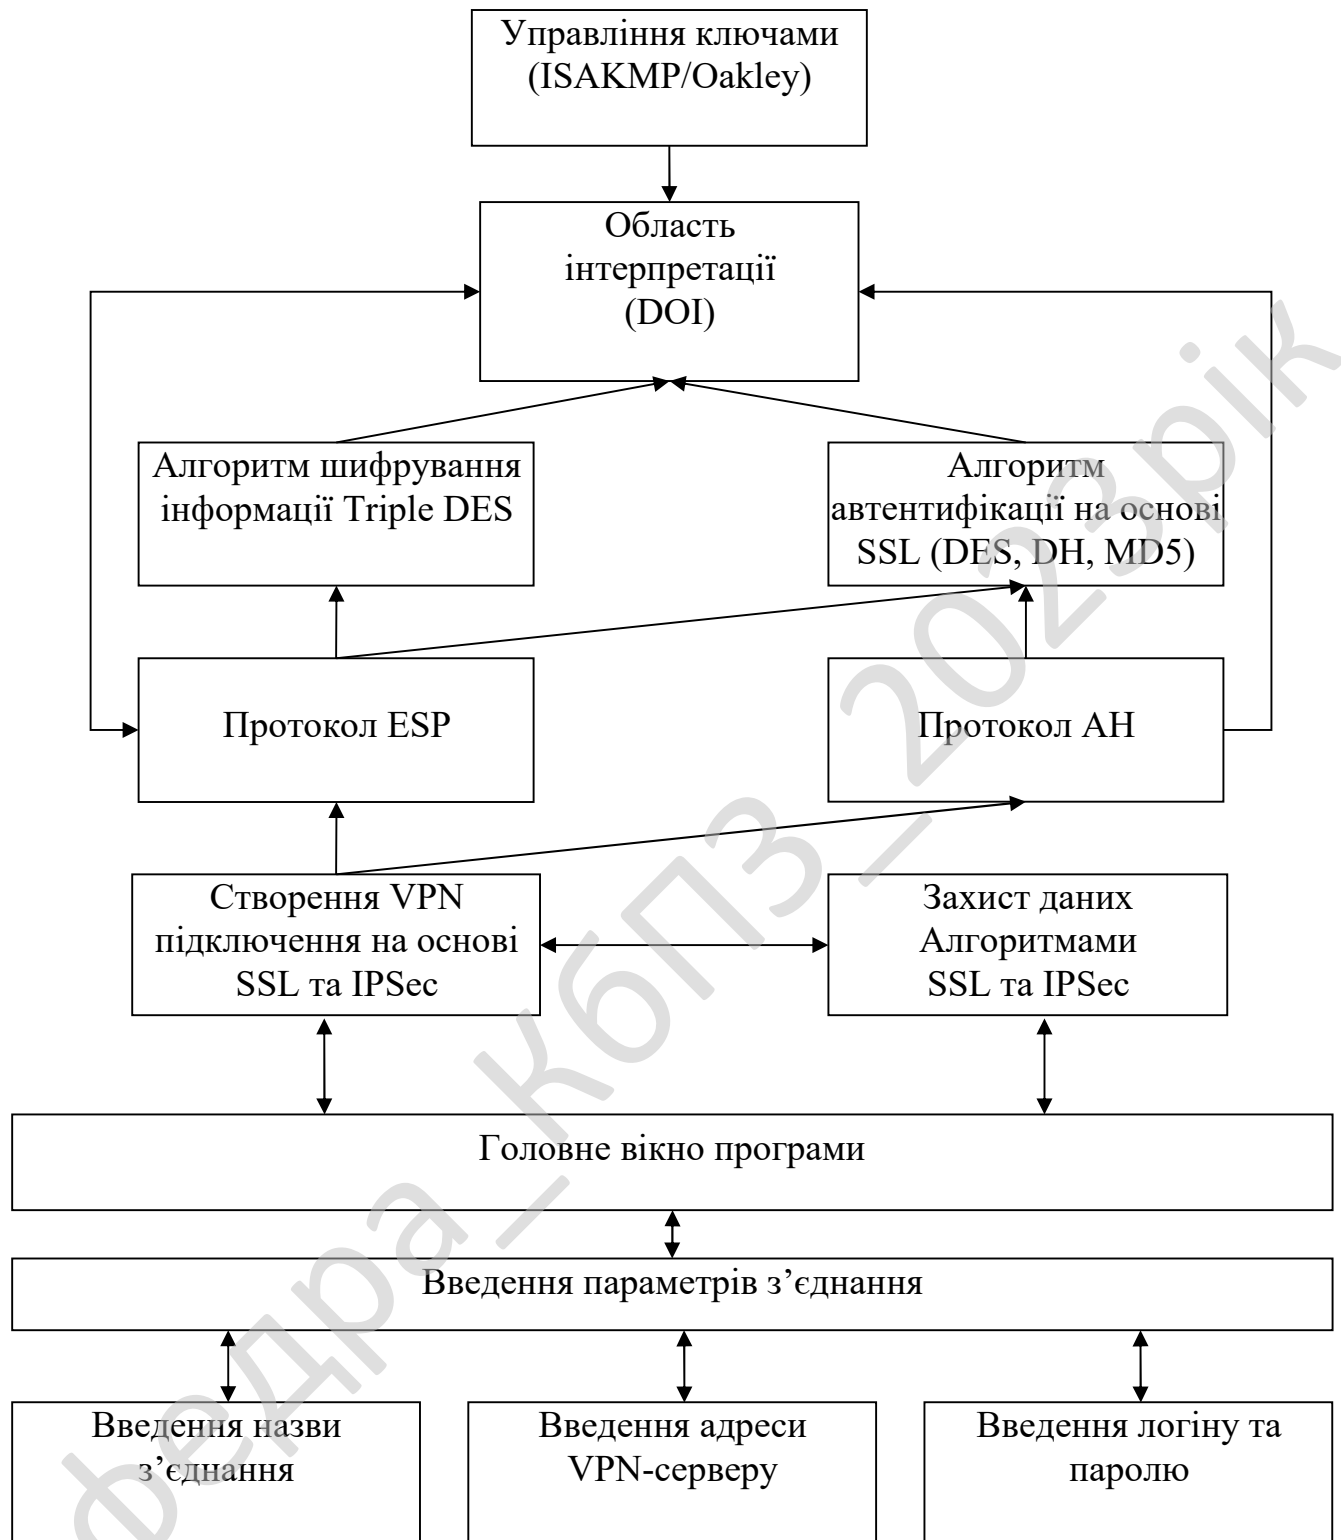 Управління ключами
(ISAKMP/Oakley)
Область
інтерпретації
(DOI)
Алгоритм шифрування
інформації Triple DES
Алгоритм
автентифікації на основі
SSL (DES, DH, MD5)
Протокол ESP
Протокол АН
Створення VPN
підключення на основі
SSL та IPSec
Захист даних
Алгоритмами
SSL та IPSec
Головне вікно програми
Введення параметрів з’єднання
Введення назви
з’єднання
Введення адреси
VPN-серверу
Введення логіну та
паролю
федра_КбПЗ_2023рік